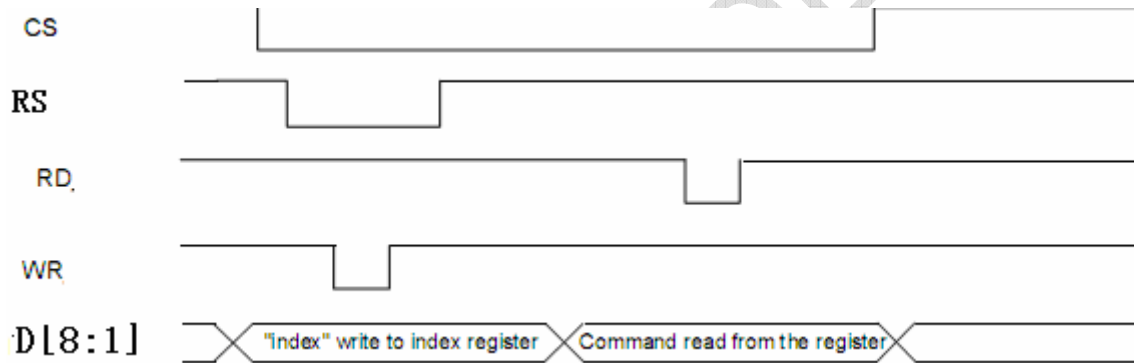 CS
RS
RD
WR
D[8:1]
"Index" write to index register
Command read from the register